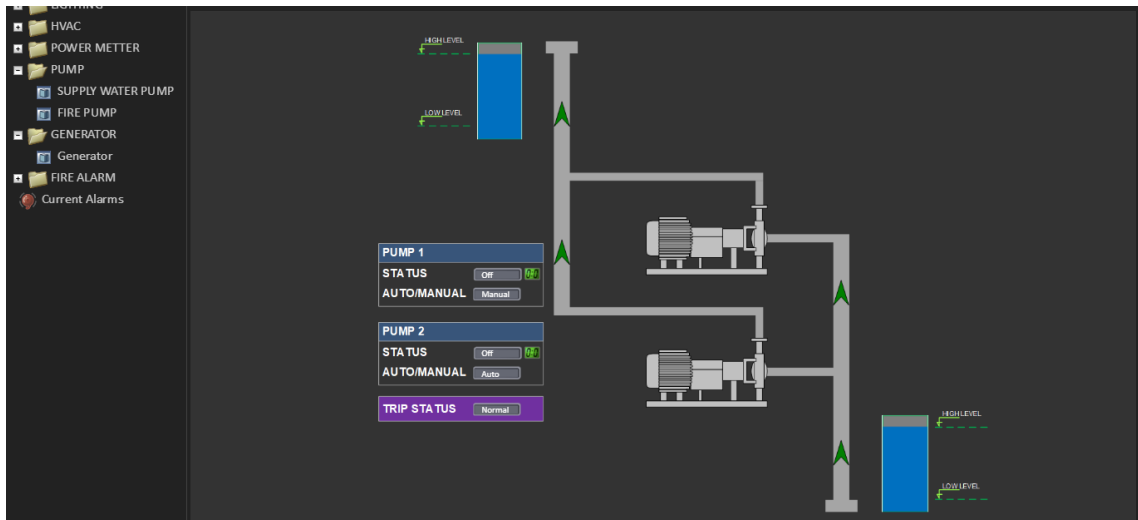 LIGHTING
HVAC
POWER METTER
PUMP
SUPPLY WATER PUMP
FIRE PUMP
GENERATOR
Generator
FIRE ALARM
Current Alarms
HIGH LEVEL
LOW LEVEL
PUMP 1
STATUS Off
AUTO/MANUAL Manual
PUMP 2
STATUS Off
AUTO/MANUAL Auto
TRIP STATUS Normal
HIGH LEVEL
LOW LEVEL